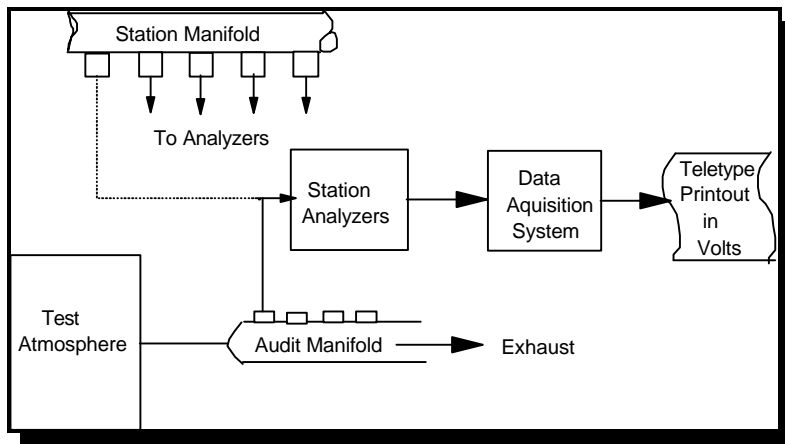 Station Manifold
To Analyzers
Station
Analyzers
Data
Aquisition
System
Teletype
Printout
in
Volts
Test
Atmosphere
Audit Manifold
Exhaust